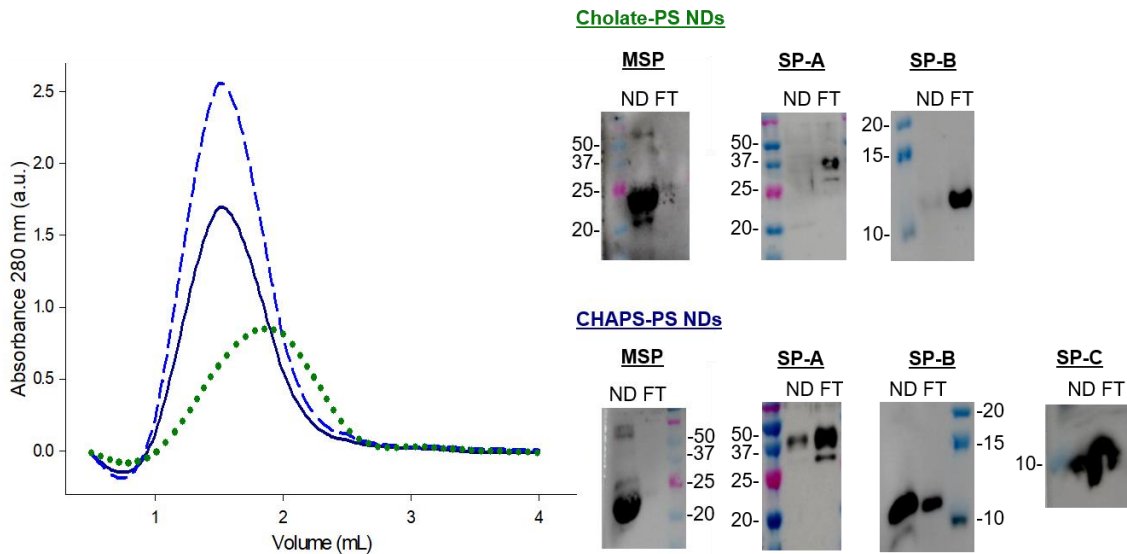 Absorbance 280 nm (a.u.)
2.5
2.0
1.5
1.0
0.5
0.0
1 2 3 4
Volume (mL)
Cholate-PS NDs
MSP
ND FT
50-
37-
25-
20-
SP-A
ND FT
50-
37-
25-
20-
SP-B
ND FT
20-
15-
10-
CHAPS-PS NDs
MSP
ND FT
-50
-37
-25
-20
SP-A
ND FT
50-
37-
25-
20-
SP-B
ND FT
-20
-15
-10
SP-C
ND FT
10-